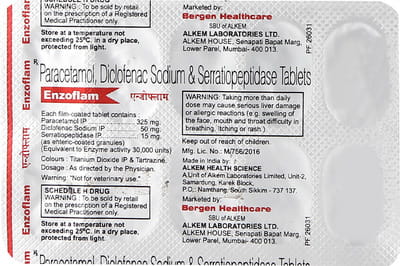 SCHEDULE H DRUG
WARNING : To be sold by retail
on the prescription of a Registered
Medical Practitioner only.
Store at a temperature not
exceeding 25°C, in a dry place,
protected from light.
Marketed by:
Bergen Healthcare
SBU of ALKEM
ALKEM LABORATORIES LTD.
ALKEM HOUSE, Senapati Bapat Marg,
Lower Parel, Mumbai- 400 013.
PF 26031
Enzoflam
एन्जोफ्लाम
Rx
Paracetamol, Diclofenac Sodium & Serratiopeptidase Tablets
Enzoflam
एन्जोफ्लाम
Each film-coated tablet contains :
Paracetamol IP 325 mg.
Diclofenac Sodium IP 50 mg.
Serratiopeptidase IP 15 mg.
(as enteric-coated granules)
(Equivalent to Enzyme activity 30,000 units)
Colours : Titanium Dioxide IP & Tartrazine.
Dosage : As directed by the Physician.
Warning: "Not for veterinary use."
SCHEDULE H DRUG
WARNING : To be sold by retail
on the prescription of a Registered
Medical Practitioner only.
Store at a temperature not
exceeding 25°C, in a dry place,
protected from light.
WARNING: Taking more than daily
dose may cause serious liver damage
or allergic reactions (e.g. swelling of
the face, mouth and throat difficulty in
breathing, itching or rash)
Keep out of reach of children.
Mfg. Lic. No.: M/756/2016
Made in India by :
ALKEM HEALTH SCIENCE
A Unit of Alkem Laboratories Limited, Unit-2,
Samardung, Karek Block,
P.O.: Namthang, South Sikkim - 737 137.
Marketed by:
Bergen Healthcare
SBU of ALKEM
ALKEM LABORATORIES LTD.
ALKEM HOUSE, Senapati Bapat Marg,
Lower Parel, Mumbai- 400 013.
PF 26031
Enzoflam
Paracetamol, Diclofenac Sodium & Serratiopeptidase Tablets